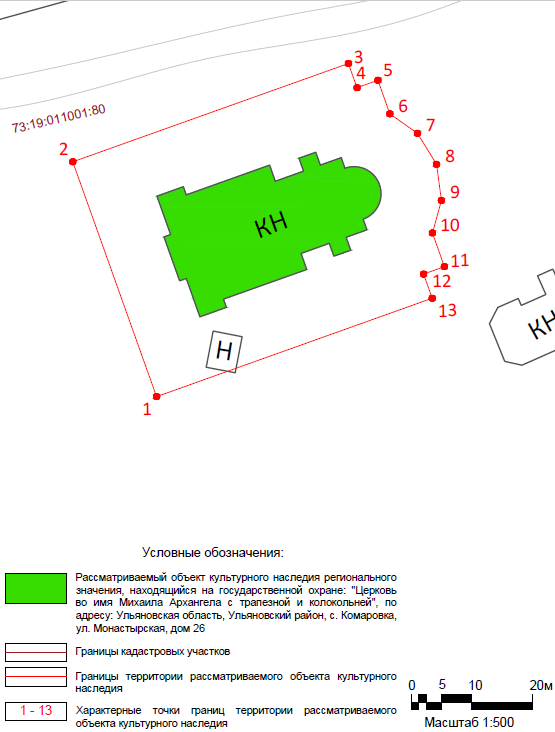 3
4
5
73:19:011001:80
6
7
2
8
КН
9
10
11
12
13
КН
Н
1
Условные обозначения:
Рассматриваемый объект культурного наследия регионального
значения, находящийся на государственной охране: "Церковь
во имя Михаила Архангела с трапезной и колокольней", по
адресу: Ульяновская область, Ульяновский район, с. Комаровка,
ул. Монастырская, дом 26
Границы кадастровых участков
Границы территории рассматриваемого объекта культурного
наследия
1 - 13 Характерные точки границ территории рассматриваемого
объекта культурного наследия
0 5 10 20м
Масштаб 1:500